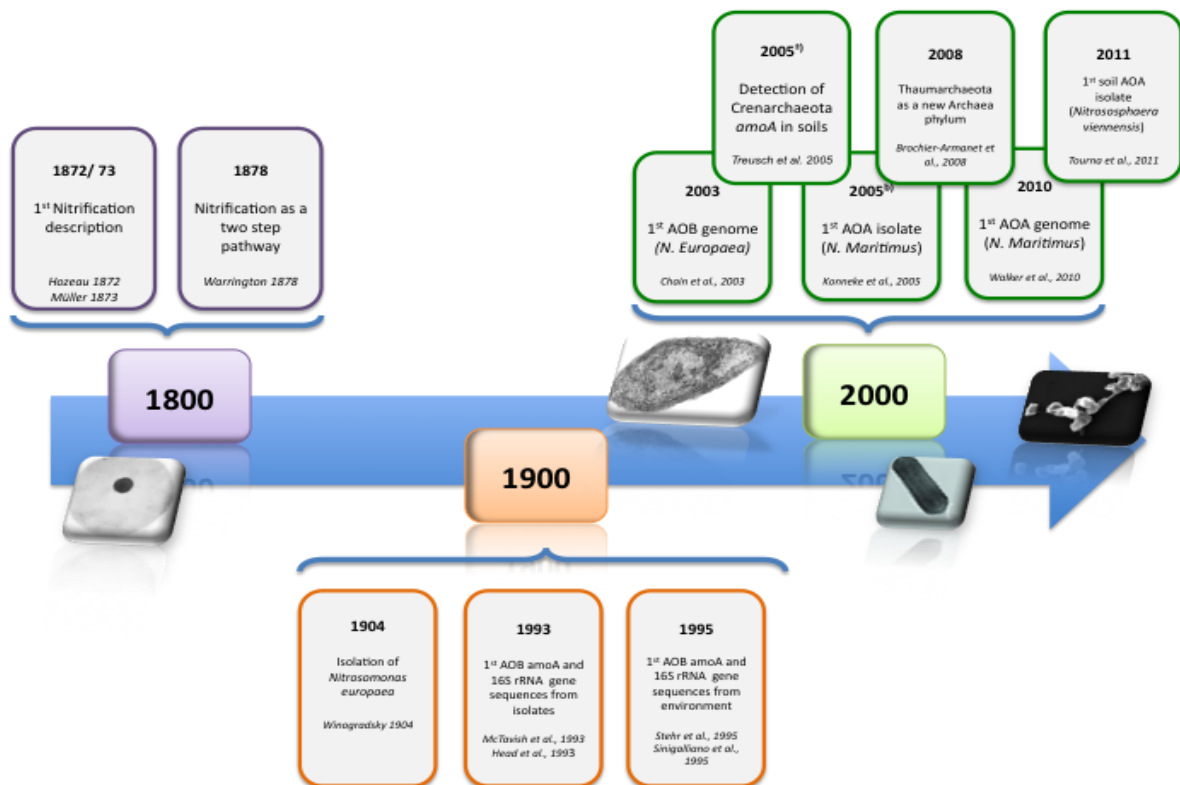 1872/ 73
1st Nitrification
description
Hozeau 1872
Müller 1873
1878
Nitrification as a
two step
pathway
Warrington 1878
2003
1st AOB genome
(N. Europaea)
Chain et al., 2003
2005a)
Detection of
Crenarchaeota
amoA in soils
Treusch et al. 2005
2005b)
1st AOA isolate
(N. Maritimus)
Konneke et al., 2005
2008
Thaumarchaeota
as a new Archaea
phylum
Brochier-Armanet et
al., 2008
2010
1st AOA genome
(N. Maritimus)
Walker et al., 2010
2011
1st soil AOA
isolate
(Nitrososphaera
viennensis)
Tourna et al., 2011
1800
1900
2000
1904
Isolation of
Nitrosomonas
europaea
Winogradsky 1904
1993
1st AOB amoA and
16S rRNA gene
sequences from
isolates
McTavish et al., 1993
Head et al., 1993
1995
1st AOB amoA and
16S rRNA gene
sequences from
environment
Stehr et al., 1995
Sinigalliano et al.,
1995